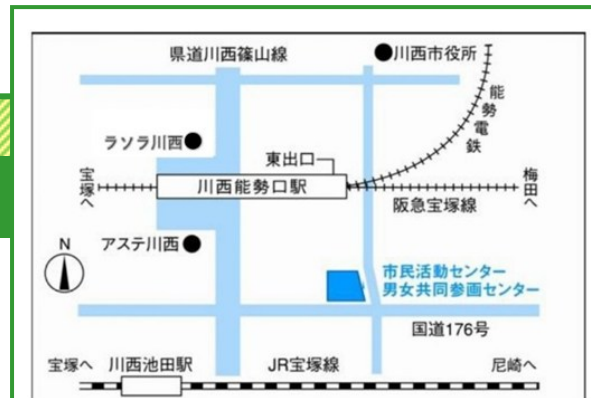 県道川西篠山線
川西市役所
能勢電鉄
ラソラ川西
東出口
宝塚へ
川西能勢口駅
梅田へ
阪急宝塚線
N
アステ川西
市民活動センター
男女共同参画センター
国道176号
宝塚へ
川西池田駅
JR宝塚線
尼崎へ